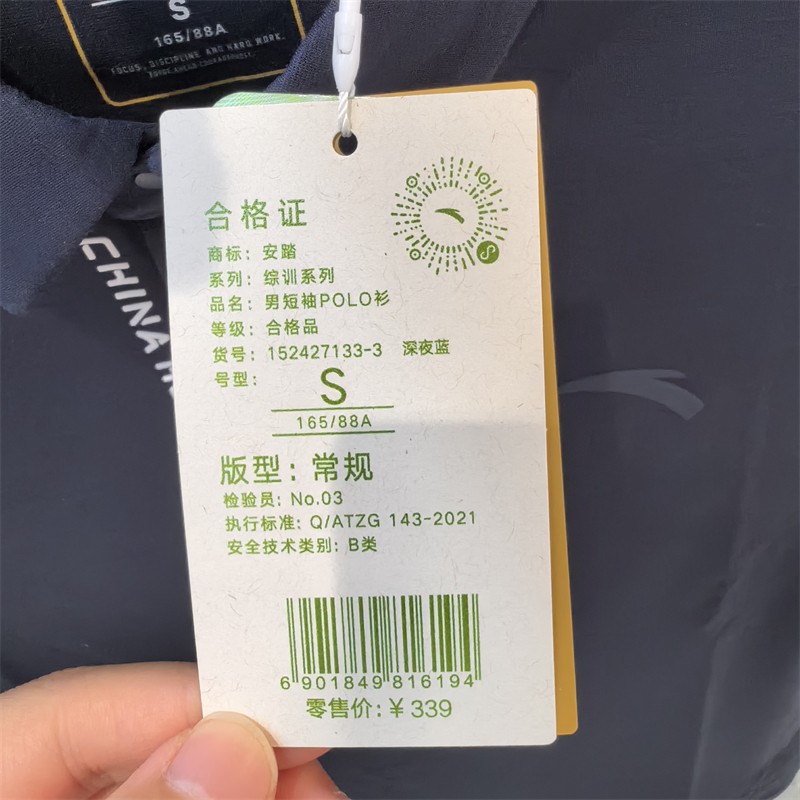 S
165/88A
FOCUS, DISCIPLINE AND HARD WORK.
CHINA
合格证
商标：安踏
系列：综训系列
品名：男短袖POLO衫
等级：合格品
货号：152427133-3 深夜蓝
号型：
S
165/88A
版型：常规
检验员：No.03
执行标准：Q/ATZG 143-2021
安全技术类别：B类
6 901849 816194
零售价：¥ 339